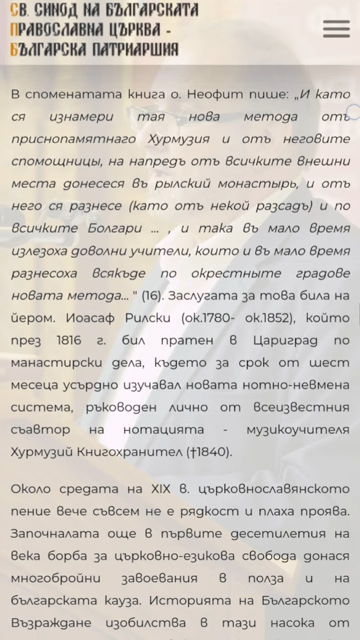 СВ. СИНОД НА БЪЛГАРСКАТА
ПРАВОСЛАВНА ЦЪРКВА -
БЪЛГАРСКА ПАТРИАРШИЯ
В споменатата книга о. Неофит пише: „И като
ся изнамери тая нова метода отъ
приснопамятнаго Хурмузия и отъ неговите
спомощницы, на напредъ отъ всичките внешни
места донесеся въ рылский монастырь, и отъ
него ся разнесе (като отъ некой разсадъ) и по
всичките Болгари ... , и така въ мало время
излезоха доволни учители, които и въ мало время
разнесоха всякъде по окрестныте градове
новата метода... " (16). Заслугата за това била на
йером. Иоасаф Рилски (ок.1780- ок.1852), който
през 1816 г. бил пратен в Цариград по
манастирски дела, където за срок от шест
месеца усърдно изучавал новата нотно-невмена
система, ръководен лично от всеизвестния
съавтор на нотацията - музикоучителя
Хурмузий Книгохранител (†1840).
Около средата на XIX в. църковнославянското
пение вече съвсем не е рядкост и плаха проява.
Започналата още в първите десетилетия на
века борба за църковно-езикова свобода донася
многобройни завоевания в полза и на
българската кауза. Историята на Българското
Възраждане изобилства в тази насока от